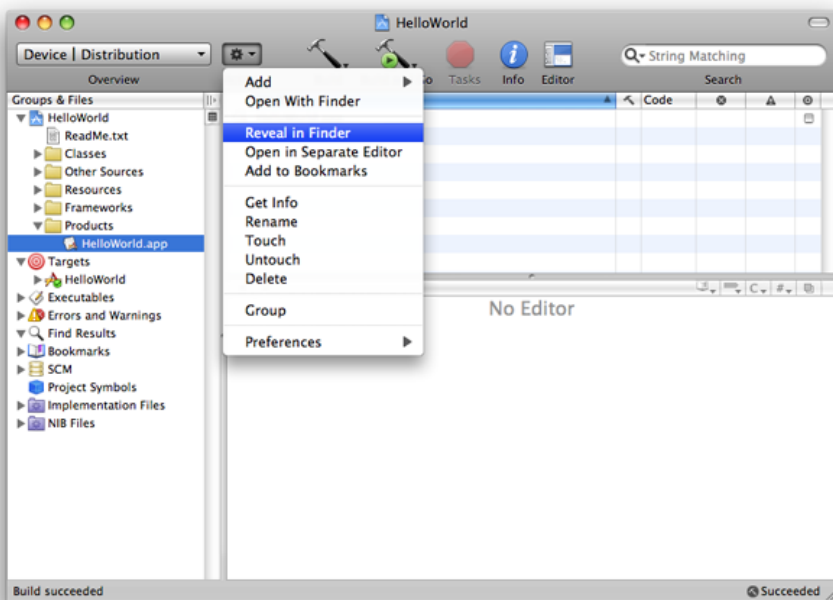 HelloWorld
Device | Distribution
Tasks
Info
Editor
String Matching
Overview
Search
Groups & Files
Code
HelloWorld
ReadMe.txt
Classes
Other Sources
Resources
Frameworks
Products
HelloWorld.app
Targets
HelloWorld
Executables
Errors and Warnings
Find Results
Bookmarks
SCM
Project Symbols
Implementation Files
NIB Files
Add
Open With Finder
Reveal in Finder
Open in Separate Editor
Add to Bookmarks
Get Info
Rename
Touch
Untouch
Delete
Group
Preferences
C #
No Editor
Build succeeded
Succeeded